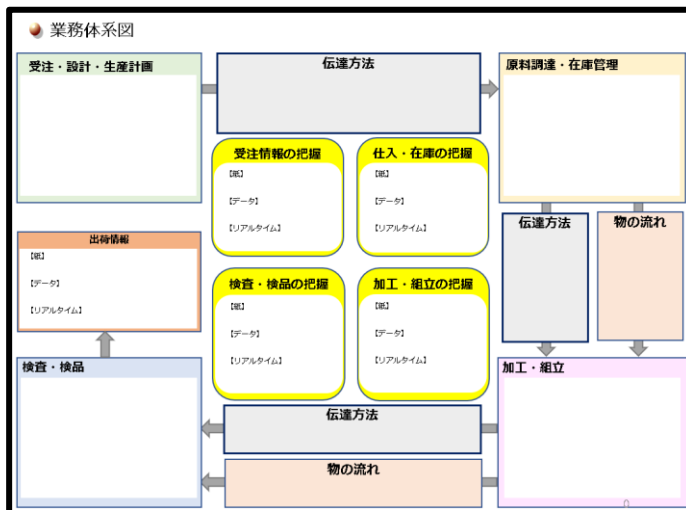 業務体系図
受注・設計・生産計画
伝達方法
原料調達・在庫管理
受注情報の把握
【紙】
【データ】
【リアルタイム】
仕入・在庫の把握
【紙】
【データ】
【リアルタイム】
伝達方法
物の流れ
出荷情報
【紙】
【データ】
【リアルタイム】
検査・検品の把握
【紙】
【データ】
【リアルタイム】
加工・組立の把握
【紙】
【データ】
【リアルタイム】
検査・検品
加工・組立
伝達方法
物の流れ